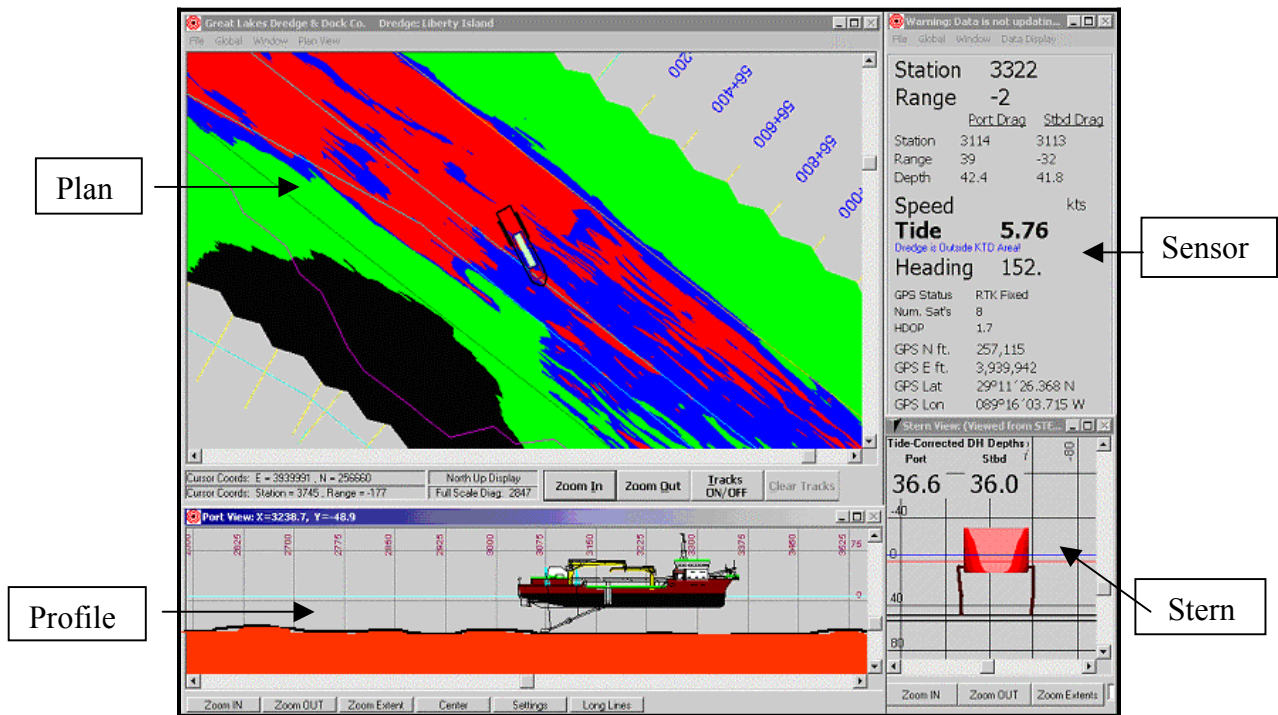 Great Lakes Dredge & Dock Co. Dredge: Liberty Island
File Global Window Plan View
200
56+400
56+600
56+800
000
Plan
Cursor Coords: E = 3939991 , N = 256660
North Up Display
Cursor Coords: Station = 3745 , Range = -177
Full Scale Diag: 2847
Zoom In
Zoom Out
Tracks
ON/OFF
Clear Tracks
Warning: Data is not updatin...
File Global Window Data Display
Station 3322
Range -2
Port Drag Stbd Drag
Station 3114 3113
Range 39 -32
Depth 42.4 41.8
Speed kts
Tide 5.76
Dredge is Outside KTD Area!
Heading 152.
GPS Status RTK Fixed
Num. Sat's 8
HDOP 1.7
GPS N ft. 257,115
GPS E ft. 3,939,942
GPS Lat 29º11´26.368 N
GPS Lon 089º16´03.715 W
Sensor
Port View: X=3238.7, Y=-48.9
2625 2700 2775 2850 2925 3000 3075 3150 3225 3300 3375 3450 3525
75
0
Profile
Zoom IN Zoom OUT Zoom Extent Center Settings Long Lines
Stern View: (Viewed from STE...
Tide-Corrected DH Depths
Port Stbd
36.6 36.0
-80
-40
0
40
80
Stern
Zoom IN Zoom OUT Zoom Extents